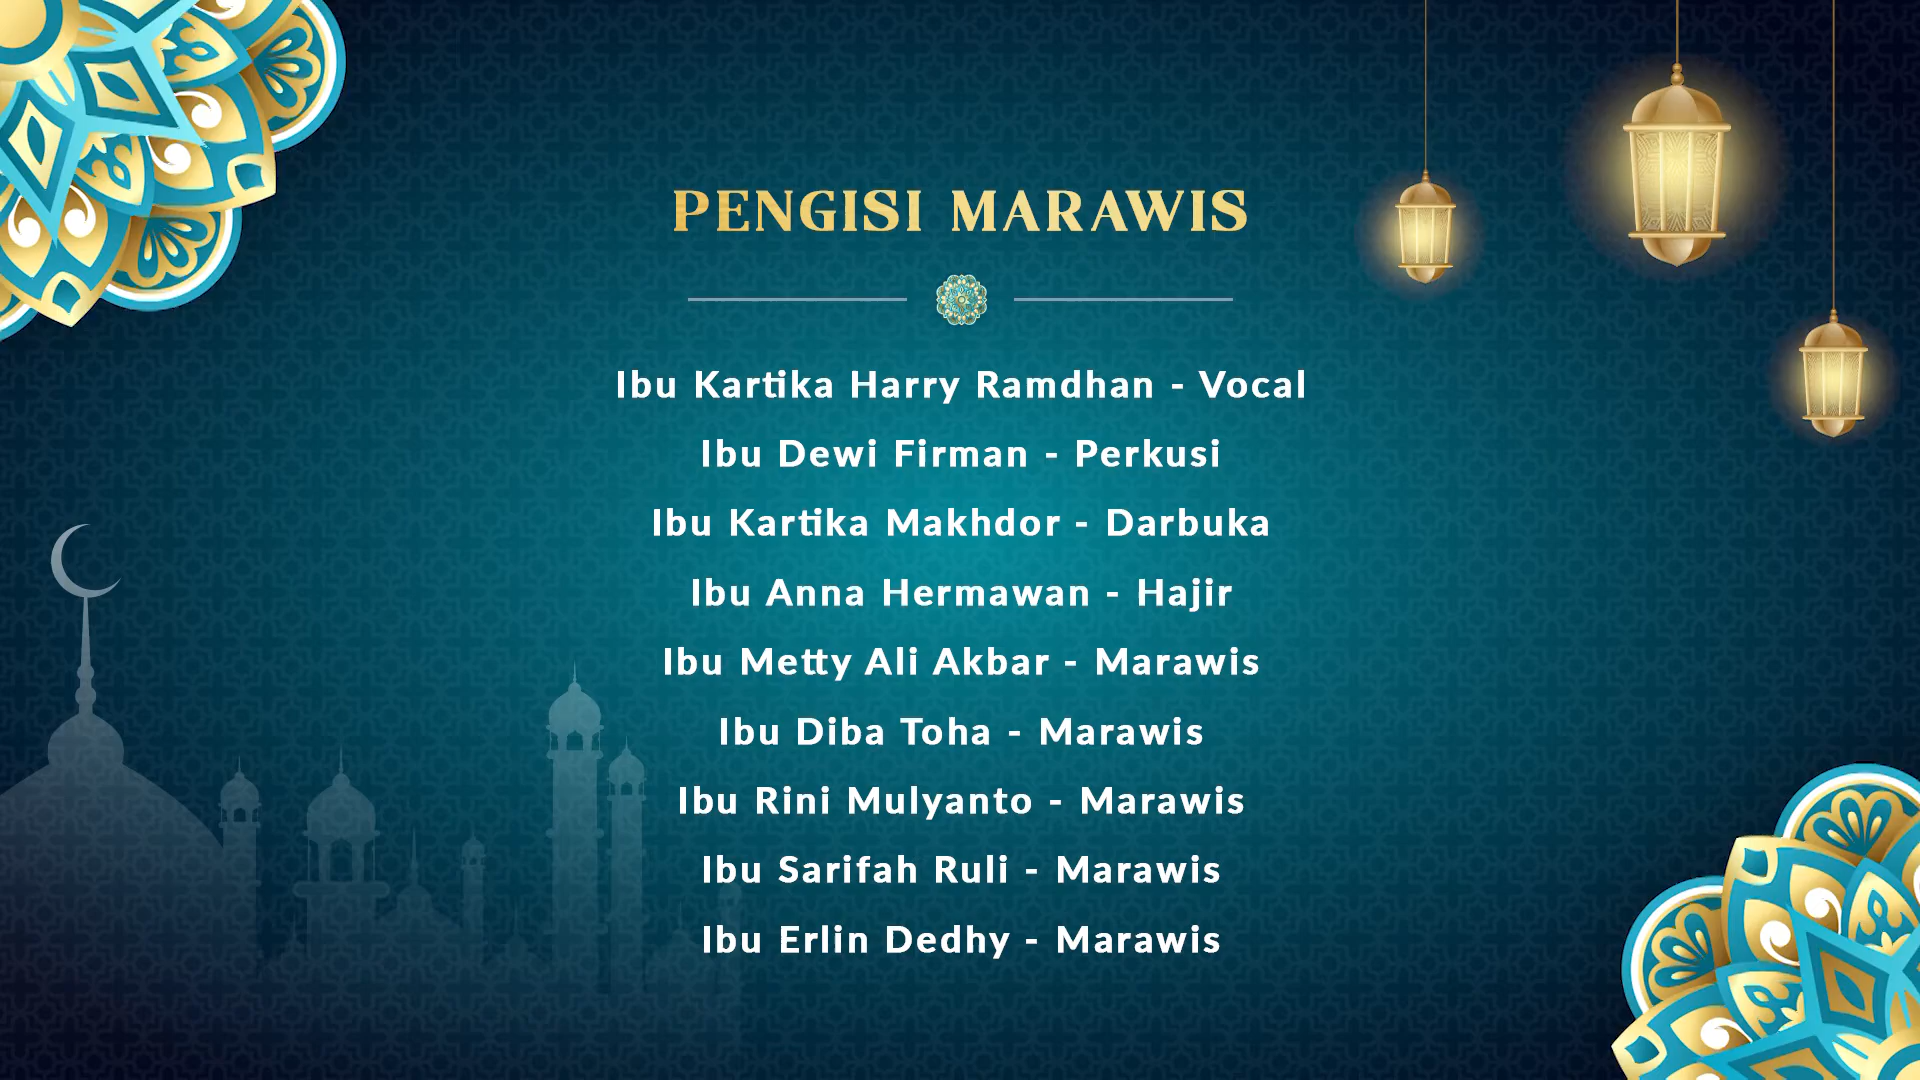 PENGISI MARAWIS
Ibu Kartika Harry Ramdhan - Vocal
Ibu Dewi Firman - Perkusi
Ibu Kartika Makhdor - Darbuka
Ibu Anna Hermawan - Hajir
Ibu Metty Ali Akbar - Marawis
Ibu Diba Toha - Marawis
Ibu Rini Mulyanto - Marawis
Ibu Sarifah Ruli - Marawis
Ibu Erlin Dedhy - Marawis